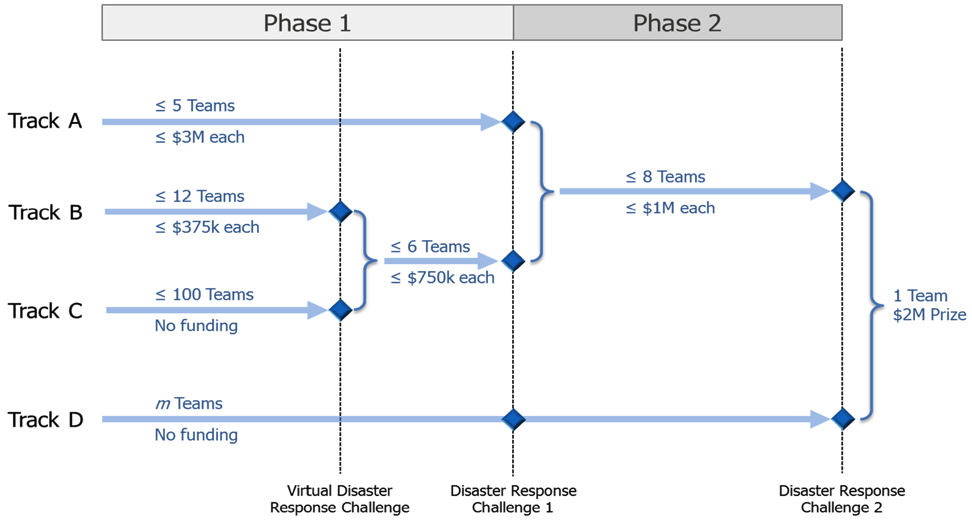 Phase 1
Phase 2
Track A
≤ 5 Teams
≤ $3M each
Track B
≤ 12 Teams
≤ $375k each
≤ 8 Teams
≤ $1M each
≤ 6 Teams
≤ $750k each
Track C
≤ 100 Teams
No funding
1 Team
$2M Prize
Track D
m Teams
No funding
Virtual Disaster
Response Challenge
Disaster Response
Challenge 1
Disaster Response
Challenge 2